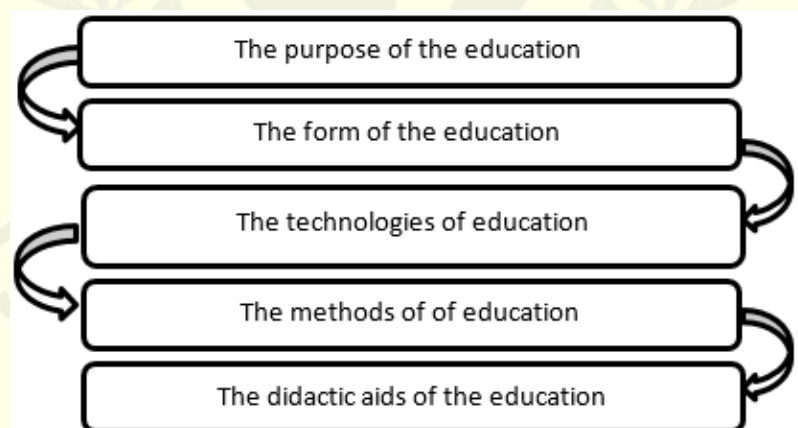 The purpose of the education
The form of the education
The technologies of education
The methods of of education
The didactic aids of the education